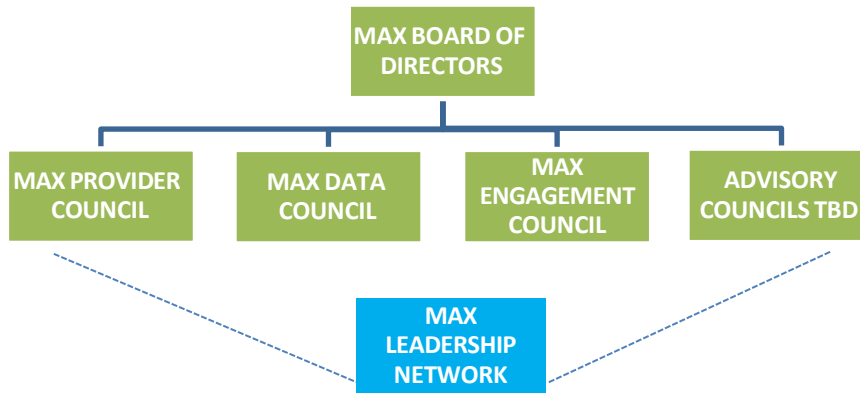 MAX BOARD OF
DIRECTORS
MAX PROVIDER
COUNCIL
MAX DATA
COUNCIL
MAX
ENGAGEMENT
COUNCIL
ADVISORY
COUNCILS TBD
MAX
LEADERSHIP
NETWORK